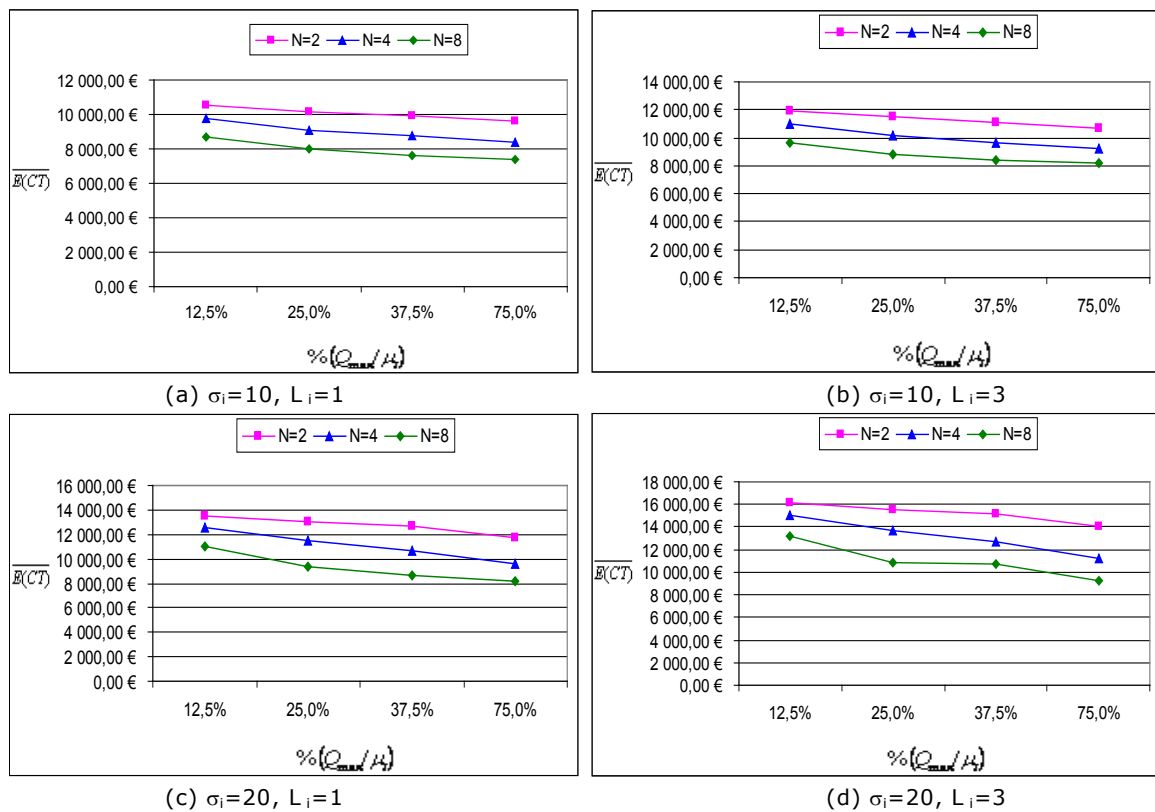 N=2 N=4 N=8
12 000,00 €
10 000,00 €
8 000,00 €
6 000,00 €
4 000,00 €
2 000,00 €
0,00 €
E(CT)
12,5% 25,0% 37,5% 75,0%
%(Qmax/μi)
(a) σi=10, L i=1
N=2 N=4 N=8
14 000,00 €
12 000,00 €
10 000,00 €
8 000,00 €
6 000,00 €
4 000,00 €
2 000,00 €
0,00 €
E(CT)
12,5% 25,0% 37,5% 75,0%
%(Qmax/μi)
(b) σi=10, L i=3
N=2 N=4 N=8
16 000,00 €
14 000,00 €
12 000,00 €
10 000,00 €
8 000,00 €
6 000,00 €
4 000,00 €
2 000,00 €
0,00 €
E(CT)
12,5% 25,0% 37,5% 75,0%
%(Qmax/μi)
(c) σi=20, L i=1
N=2 N=4 N=8
18 000,00 €
16 000,00 €
14 000,00 €
12 000,00 €
10 000,00 €
8 000,00 €
6 000,00 €
4 000,00 €
2 000,00 €
0,00 €
E(CT)
12,5% 25,0% 37,5% 75,0%
%(Qmax/μi)
(d) σi=20, L i=3